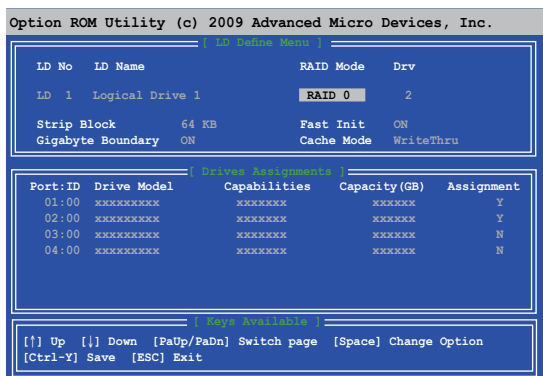 Option ROM Utility (c) 2009 Advanced Micro Devices, Inc.
[ LD Define Menu ]
LD No LD Name RAID Mode Drv
LD 1 Logical Drive 1 RAID 0 2
Strip Block 64 KB Fast Init ON
Gigabyte Boundary ON Cache Mode WriteThru
[ Drives Assignments ]
Port:ID Drive Model Capabilities Capacity(GB) Assignment
01:00 xxxxxxxxx xxxxxxx xxxxxx Y
02:00 xxxxxxxxx xxxxxxx xxxxxx Y
03:00 xxxxxxxxx xxxxxxx xxxxxx N
04:00 xxxxxxxxx xxxxxxx xxxxxx N
[ Keys Available ]
[↑] Up [↓] Down [PaUp/PaDn] Switch page [Space] Change Option
[Ctrl-Y] Save [ESC] Exit